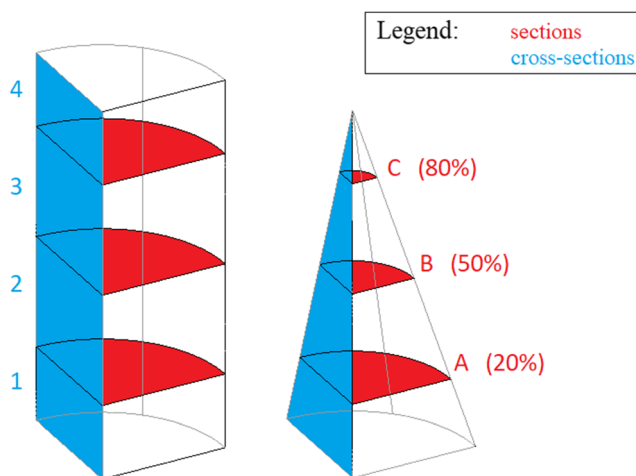 Legend: sections
cross-sections
4
3
2
1
C (80%)
B (50%)
A (20%)